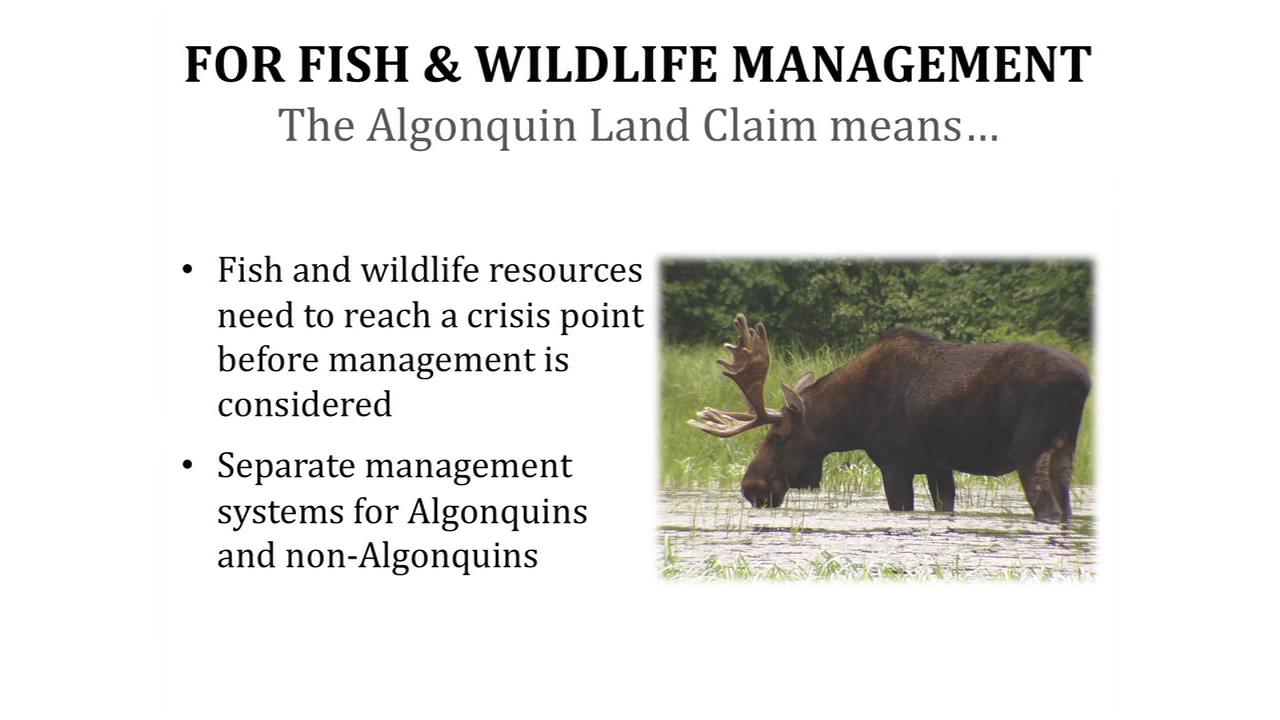 FOR FISH & WILDLIFE MANAGEMENT
The Algonquin Land Claim means…
• Fish and wildlife resources
need to reach a crisis point
before management is
considered
• Separate management
systems for Algonquins
and non-Algonquins